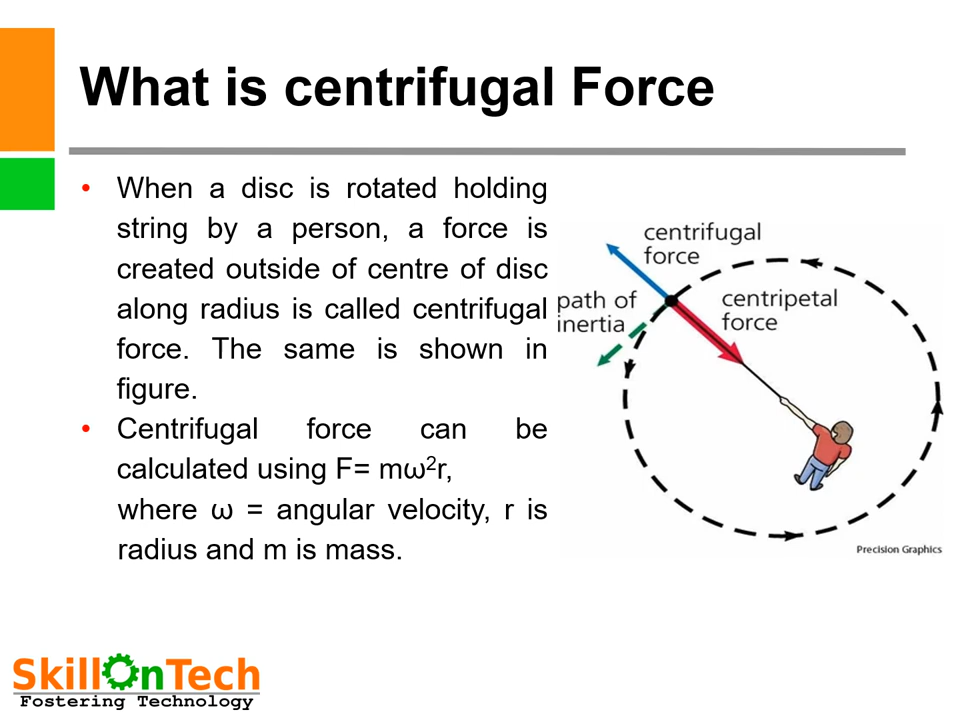 What is centrifugal Force
• When a disc is rotated holding
string by a person, a force is
created outside of centre of disc
along radius is called centrifugal
force. The same is shown in
figure.
• Centrifugal force can be
calculated using F= mω²r,
where ω = angular velocity, r is
radius and m is mass.
centrifugal
force
path of
inertia
centripetal
force
Precision Graphics
SkillOnTech
Fostering Technology